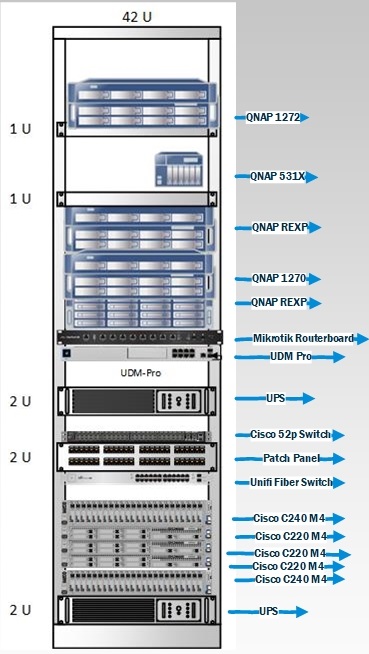 42 U
QNAP 1272
1 U
QNAP 531X
1 U
QNAP REXP
QNAP 1270
QNAP REXP
Mikrotik Routerboard
UDM Pro
UDM-Pro
2 U
UPS
Cisco 52p Switch
2 U
Patch Panel
Unifi Fiber Switch
Cisco C240 M4
Cisco C220 M4
Cisco C220 M4
Cisco C220 M4
Cisco C240 M4
2 U
UPS